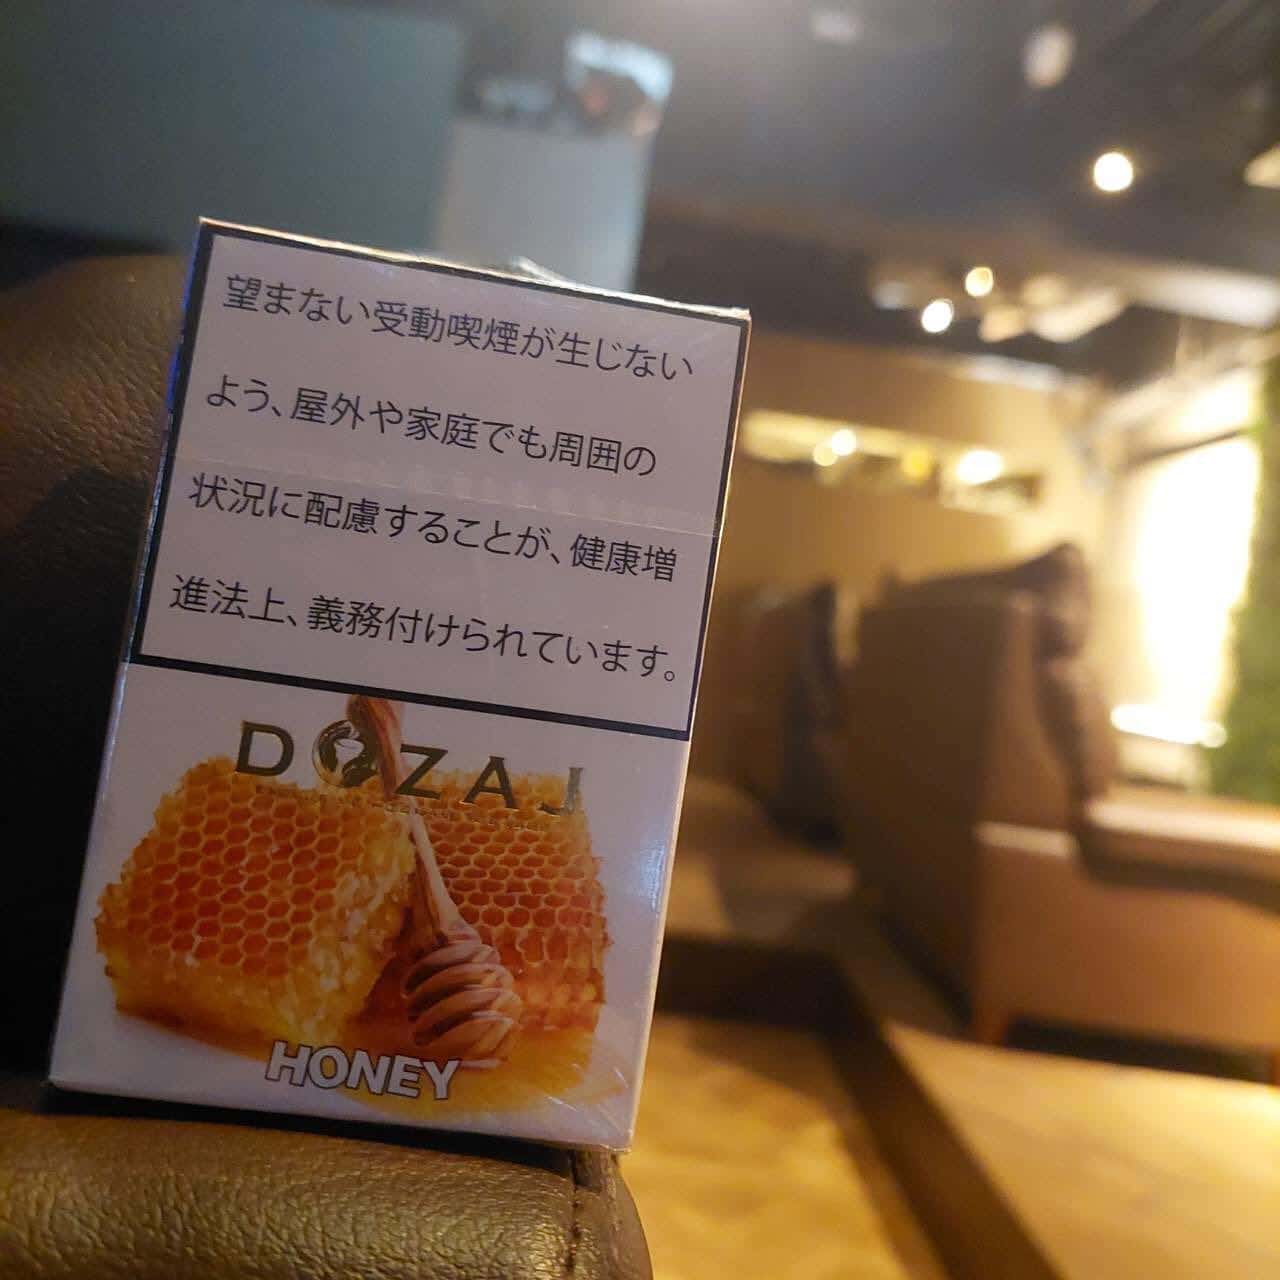 望まない受動喫煙が生じない
よう、屋外や家庭でも周囲の
状況に配慮することが、健康増
進法上、義務付けられています。
DOZAJ
HONEY